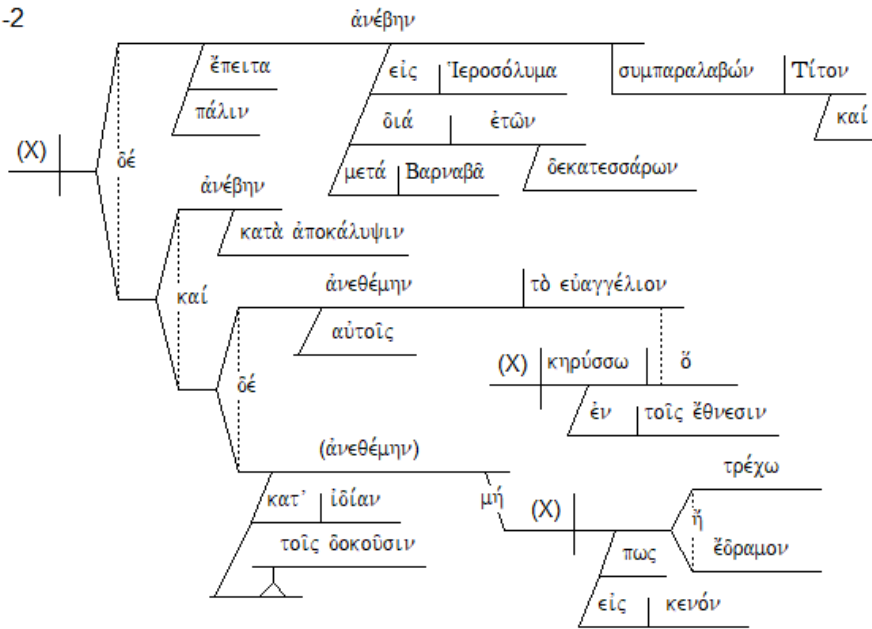 -2
ἀνέβην
ἔπειτα
εἰς Ἱεροσόλυμα
συμπαραλαβών Τίτον
πάλιν
διά ἐτῶν
καί
(X) δέ
μετά Βαρναβᾶ
δεκατεσσάρων
ἀνέβην
κατὰ ἀποκάλυψιν
καί
ἀνεθέμην τὸ εὐαγγέλιον
αὐτοῖς
(X) κηρύσσω ὅ
δέ
ἐν τοῖς ἔθνεσιν
(ἀνεθέμην)
τρέχω
κατ’ ἰδίαν
μή (X)
ἤ
τοῖς δοκοῦσιν
πως
ἔδραμον
εἰς κενόν